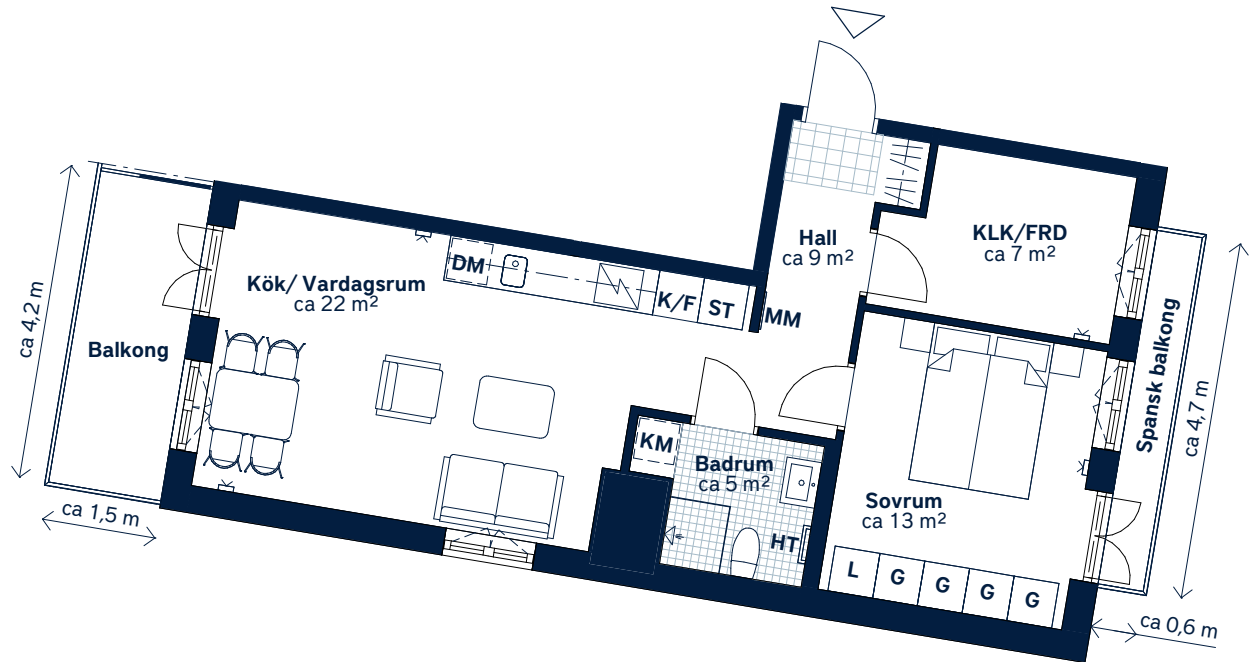 Hall
ca 9 m²
KLK/FRD
ca 7 m²
DM
K/F
ST
MM
Kök/ Vardagsrum
ca 22 m²
Balkong
ca 4,2 m
ca 1,5 m
KM
Badrum
ca 5 m²
HT
Sovrum
ca 13 m²
L
G
G
G
G
Spansk balkong
ca 4,7 m
ca 0,6 m